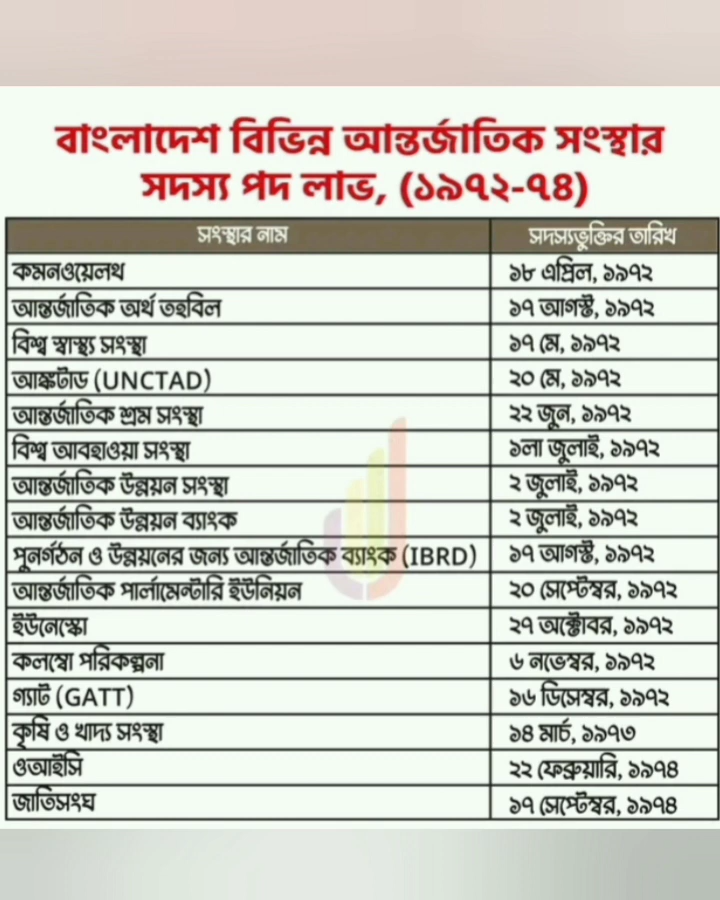 বাংলাদেশ বিভিন্ন আন্তর্জাতিক সংস্থার
সদস্য পদ লাভ, (১৯৭২-৭৪)
সংস্থার নাম সদস্যভুক্তির তারিখ
কমনওয়েলথ ১৮ এপ্রিল, ১৯৭২
আন্তর্জাতিক অর্থ তহবিল ১৭ আগস্ট, ১৯৭২
বিশ্ব স্বাস্থ্য সংস্থা ১৭ মে, ১৯৭২
আঙ্কটাড (UNCTAD) ২০ মে, ১৯৭২
আন্তর্জাতিক শ্রম সংস্থা ২২ জুন, ১৯৭২
বিশ্ব আবহাওয়া সংস্থা ১লা জুলাই, ১৯৭২
আন্তর্জাতিক উন্নয়ন সংস্থা ২ জুলাই, ১৯৭২
আন্তর্জাতিক উন্নয়ন ব্যাংক ২ জুলাই, ১৯৭২
পুনর্গঠন ও উন্নয়নের জন্য আন্তর্জাতিক ব্যাংক (IBRD) ১৭ আগস্ট, ১৯৭২
আন্তর্জাতিক পার্লামেন্টারি ইউনিয়ন ২০ সেপ্টেম্বর, ১৯৭২
ইউনেস্কো ২৭ অক্টোবর, ১৯৭২
কলম্বো পরিকল্পনা ৬ নভেম্বর, ১৯৭২
গ্যাট (GATT) ১৬ ডিসেম্বর, ১৯৭২
কৃষি ও খাদ্য সংস্থা ১৪ মার্চ, ১৯৭৩
ওআইসি ২২ ফেব্রুয়ারি, ১৯৭৪
জাতিসংঘ ১৭ সেপ্টেম্বর, ১৯৭৪